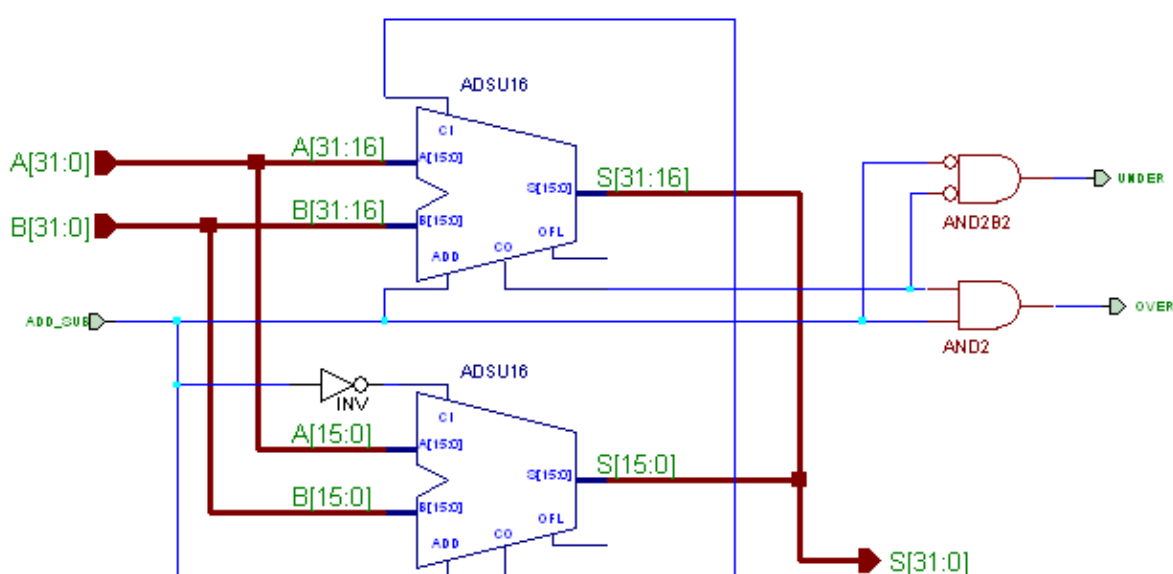 ADSU16
CI
A[31:0]
A[31:16]
A[15:0]
S[15:0]
S[31:16]
UNDER
B[31:0]
B[31:16]
B[15:0]
AND2B2
ADD
CO
OFL
ADD_SUB
OVER
AND2
ADSU16
INV
CI
A[15:0]
A[15:0]
S[15:0]
S[15:0]
B[15:0]
B[15:0]
ADD
CO
OFL
S[31:0]